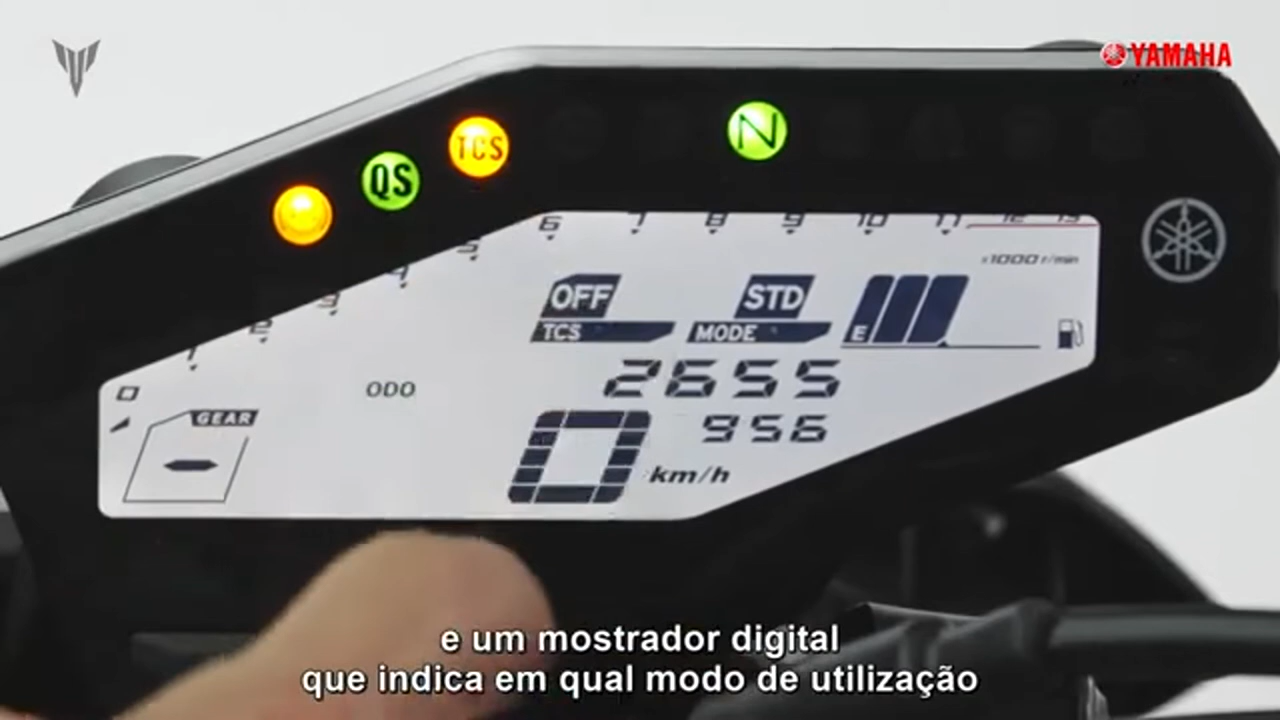 YAMAHA
QS
TCS
N
0 1 2 3 4 5 6 7 8 9 10 11 12 13
×1000 r/min
OFF
TCS
STD
MODE
E
ODO
2655
956
GEAR
-
0 km/h
e um mostrador digital
que indica em qual modo de utilização